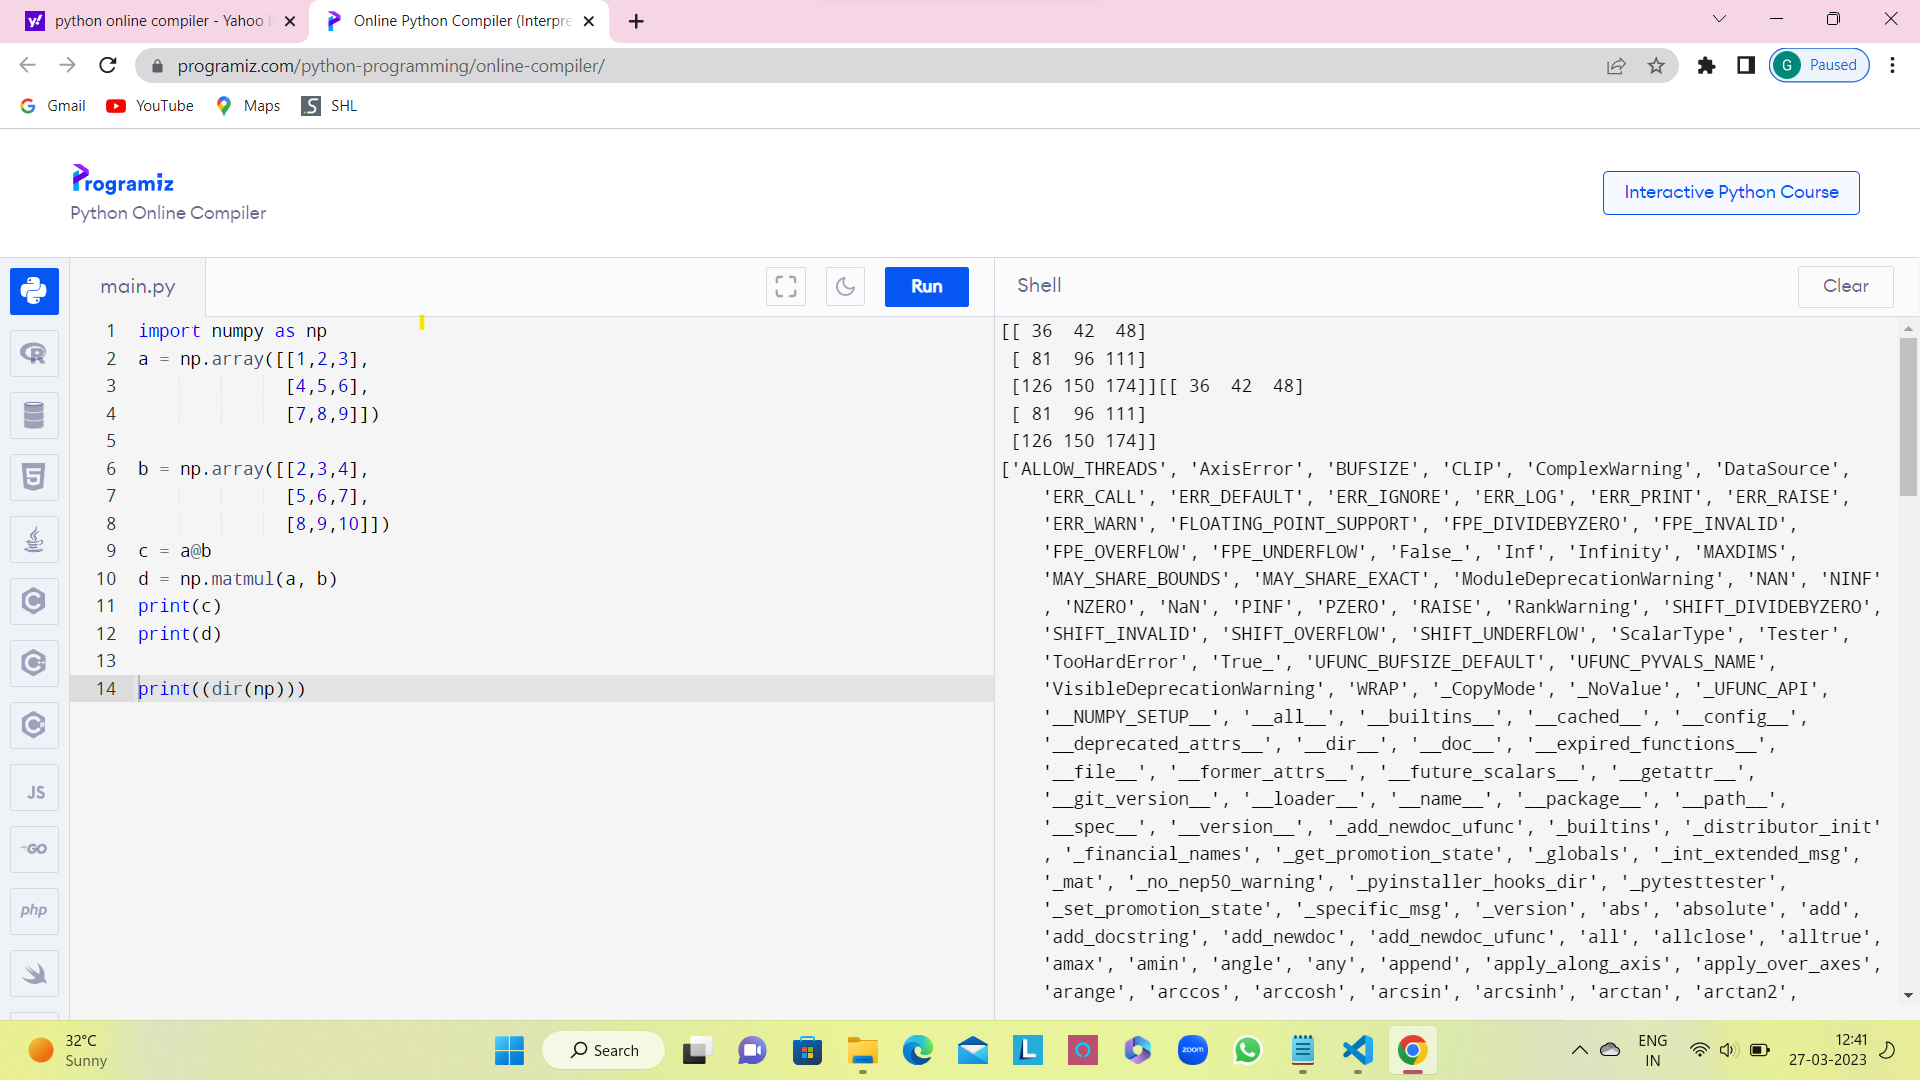 python online compiler - Yahoo I
Online Python Compiler (Interpre
programiz.com/python-programming/online-compiler/
G Paused
Gmail YouTube Maps SHL
Programiz
Python Online Compiler
Interactive Python Course
main.py
Run
Shell
Clear
1 import numpy as np
2 a = np.array([[1,2,3],
3 [4,5,6],
4 [7,8,9]])
5
6 b = np.array([[2,3,4],
7 [5,6,7],
8 [8,9,10]])
9 c = a@b
10 d = np.matmul(a, b)
11 print(c)
12 print(d)
13
14 print((dir(np)))
R
JS
GO
php
[[ 36 42 48]
[ 81 96 111]
[126 150 174]][[ 36 42 48]
[ 81 96 111]
[126 150 174]]
['ALLOW_THREADS', 'AxisError', 'BUFSIZE', 'CLIP', 'ComplexWarning', 'DataSource',
'ERR_CALL', 'ERR_DEFAULT', 'ERR_IGNORE', 'ERR_LOG', 'ERR_PRINT', 'ERR_RAISE',
'ERR_WARN', 'FLOATING_POINT_SUPPORT', 'FPE_DIVIDEBYZERO', 'FPE_INVALID',
'FPE_OVERFLOW', 'FPE_UNDERFLOW', 'False_', 'Inf', 'Infinity', 'MAXDIMS',
'MAY_SHARE_BOUNDS', 'MAY_SHARE_EXACT', 'ModuleDeprecationWarning', 'NAN', 'NINF'
, 'NZERO', 'NaN', 'PINF', 'PZERO', 'RAISE', 'RankWarning', 'SHIFT_DIVIDEBYZERO',
'SHIFT_INVALID', 'SHIFT_OVERFLOW', 'SHIFT_UNDERFLOW', 'ScalarType', 'Tester',
'TooHardError', 'True_', 'UFUNC_BUFSIZE_DEFAULT', 'UFUNC_PYVALS_NAME',
'VisibleDeprecationWarning', 'WRAP', '_CopyMode', '_NoValue', '_UFUNC_API',
'__NUMPY_SETUP__', '__all__', '__builtins__', '__cached__', '__config__',
'__deprecated_attrs__', '__dir__', '__doc__', '__expired_functions__',
'__file__', '__former_attrs__', '__future_scalars__', '__getattr__',
'__git_version__', '__loader__', '__name__', '__package__', '__path__',
'__spec__', '__version__', '_add_newdoc_ufunc', '_builtins', '_distributor_init'
, '_financial_names', '_get_promotion_state', '_globals', '_int_extended_msg',
'_mat', '_no_nep50_warning', '_pyinstaller_hooks_dir', '_pytesttester',
'_set_promotion_state', '_specific_msg', '_version', 'abs', 'absolute', 'add',
'add_docstring', 'add_newdoc', 'add_newdoc_ufunc', 'all', 'allclose', 'alltrue',
'amax', 'amin', 'angle', 'any', 'append', 'apply_along_axis', 'apply_over_axes',
'arange', 'arccos', 'arccosh', 'arcsin', 'arcsinh', 'arctan', 'arctan2',
32°C
Sunny
Search
zoom
ENG
IN
12:41
27-03-2023